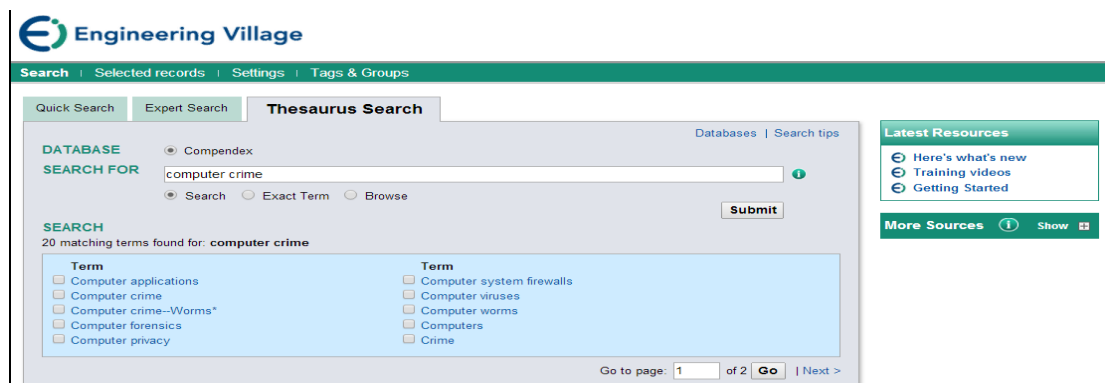 Engineering Village
Search | Selected records | Settings | Tags & Groups
Quick Search Expert Search Thesaurus Search
Databases | Search tips
DATABASE Compendex
SEARCH FOR computer crime
Search Exact Term Browse
Submit
SEARCH
20 matching terms found for: computer crime
Term Term
Computer applications Computer system firewalls
Computer crime Computer viruses
Computer crime--Worms* Computer worms
Computer forensics Computers
Computer privacy Crime
Go to page: 1 of 2 Go | Next >
Latest Resources
Here's what's new
Training videos
Getting Started
More Sources i Show +